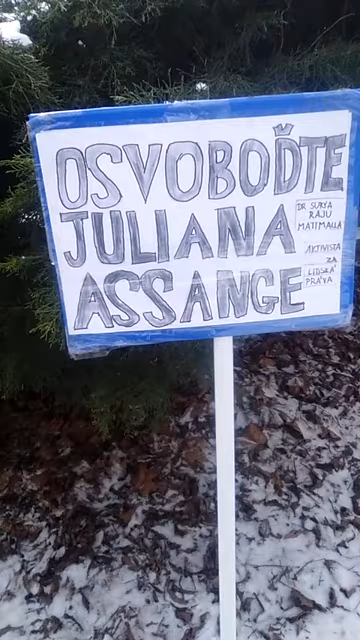 OSVOBOĎTE
JULIANA
ASSANGE
DR SURYA
RAJU
MATIMALLA
AKTIVISTA
ZA
LIDSKÁ
PRÁVA